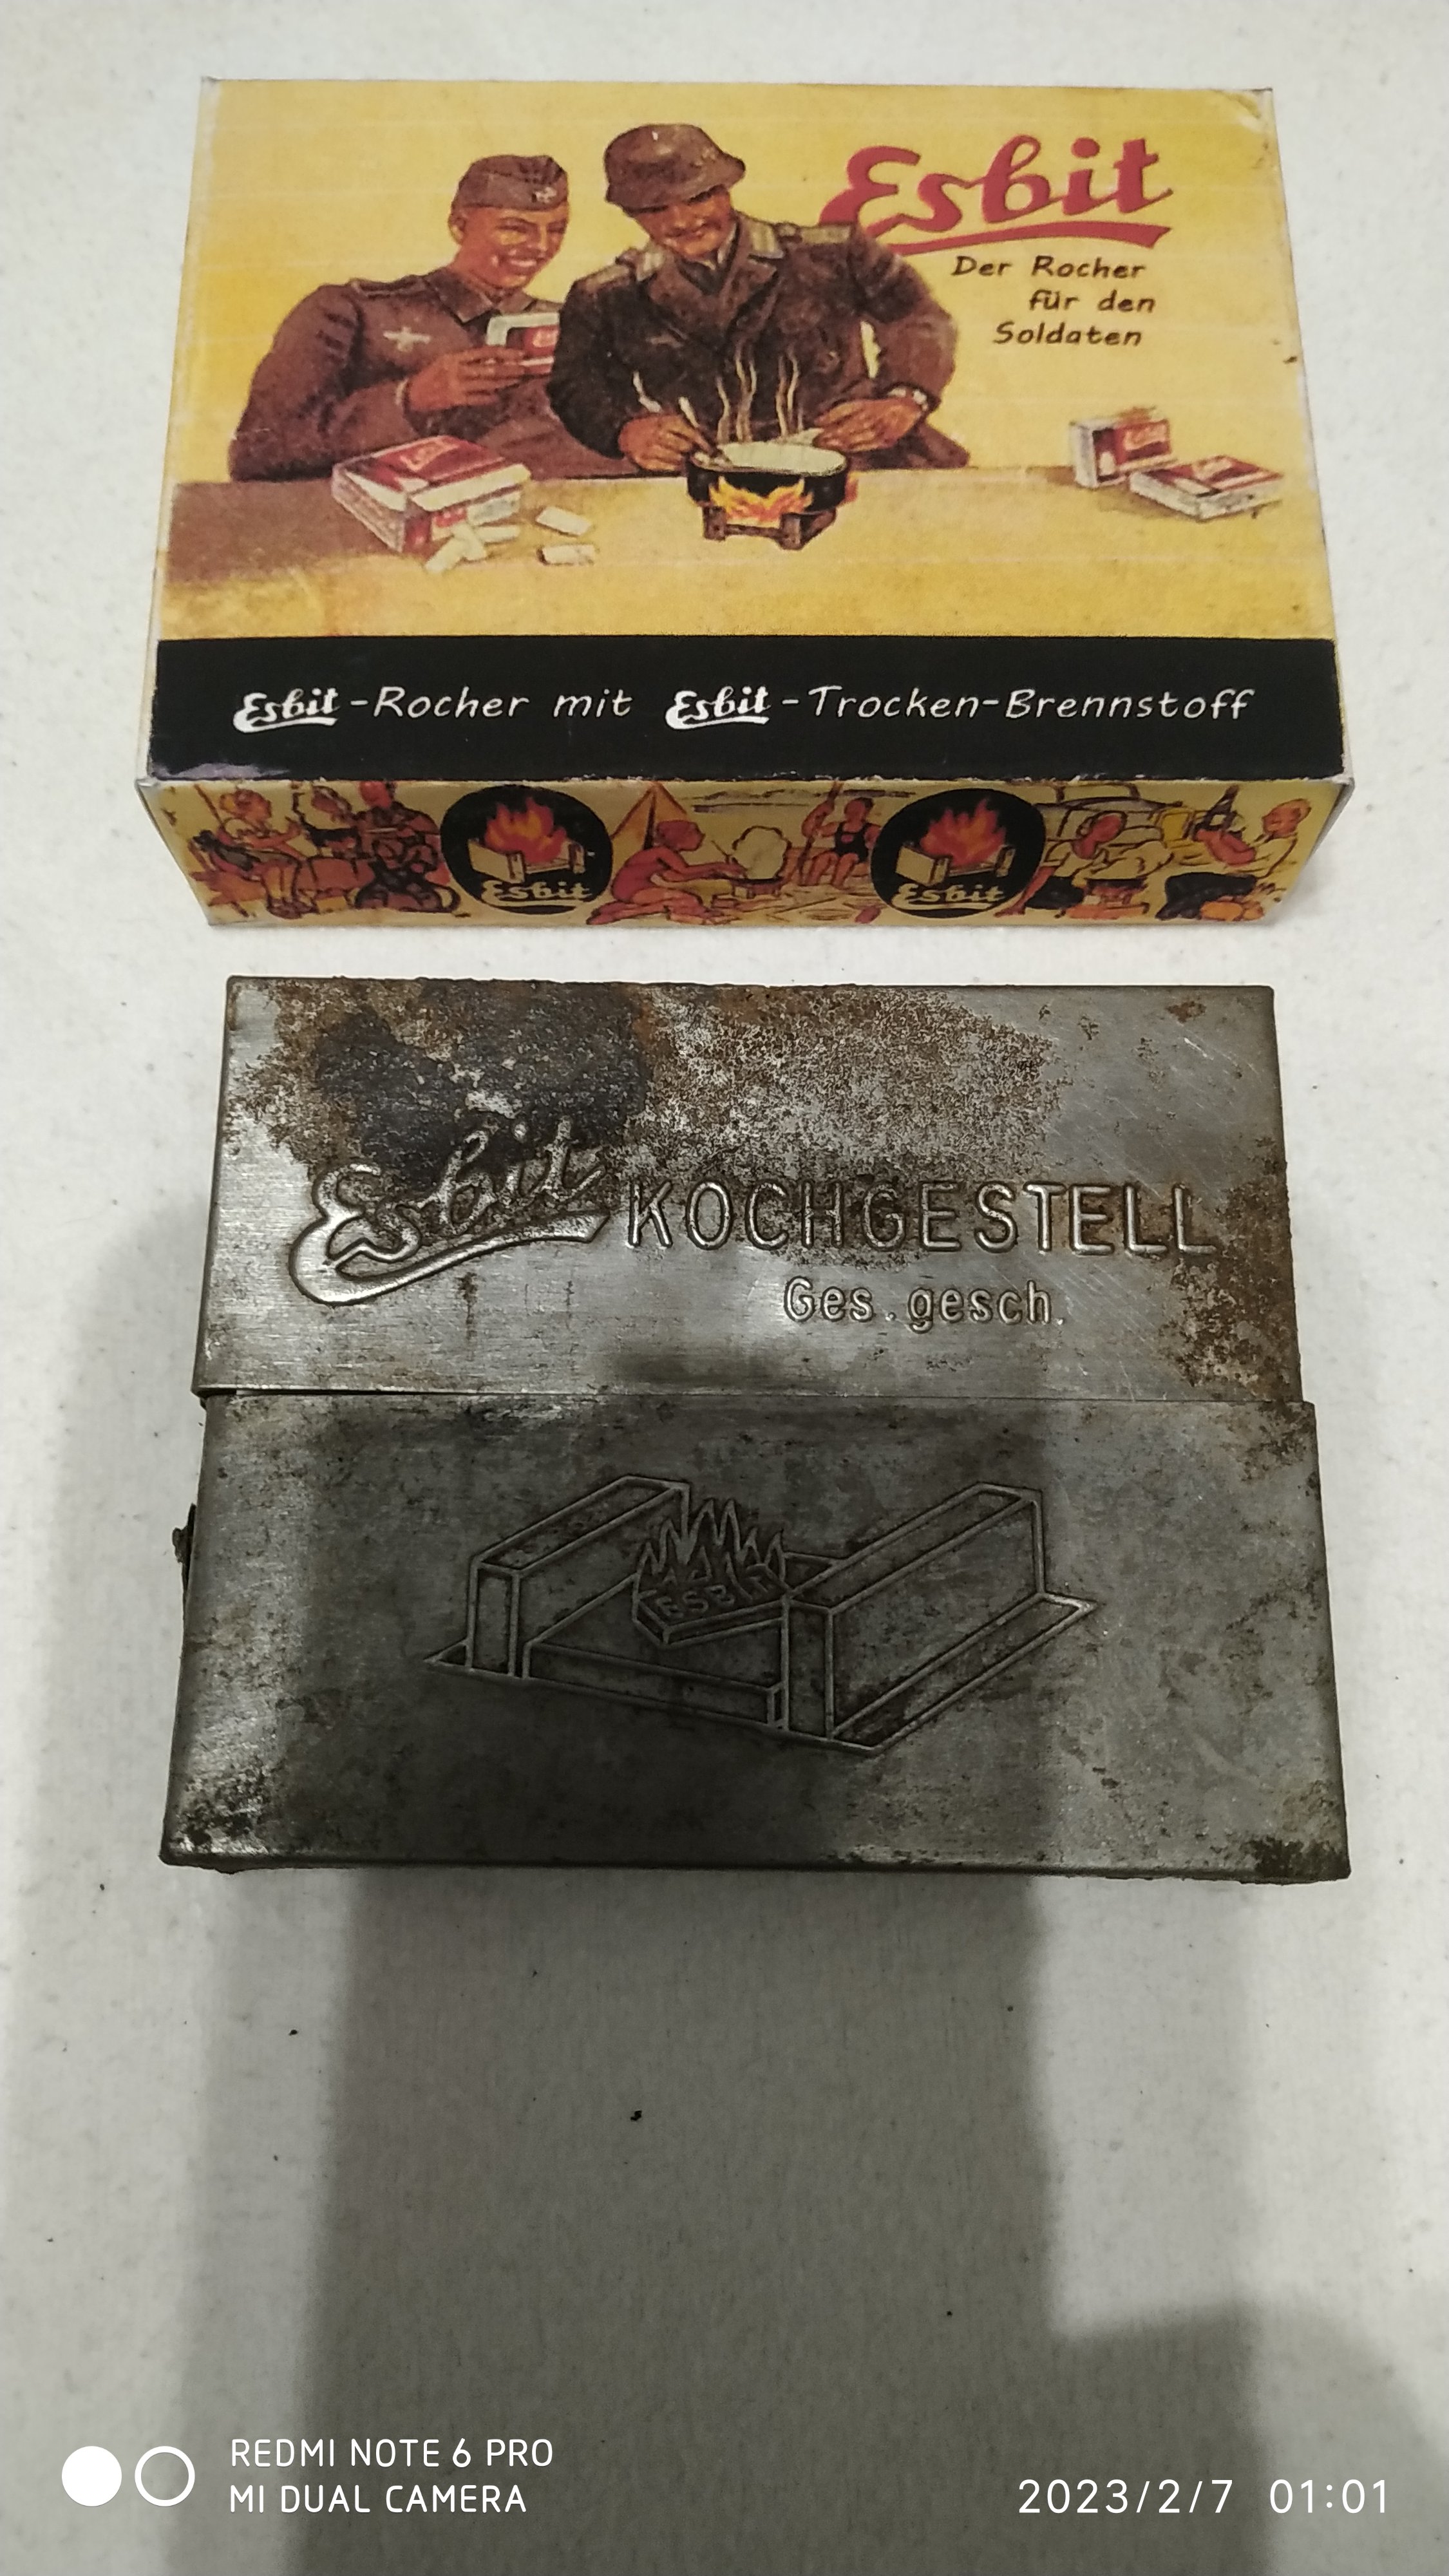 Esbit
Der Rocher
für den
Soldaten
Esbit-Rocher mit Esbit-Trocken-Brennstoff
Esbit
Esbit
Esbit KOCHGESTELL
Ges. gesch.
ESBIT
REDMI NOTE 6 PRO
MI DUAL CAMERA
2023/2/7 01:01